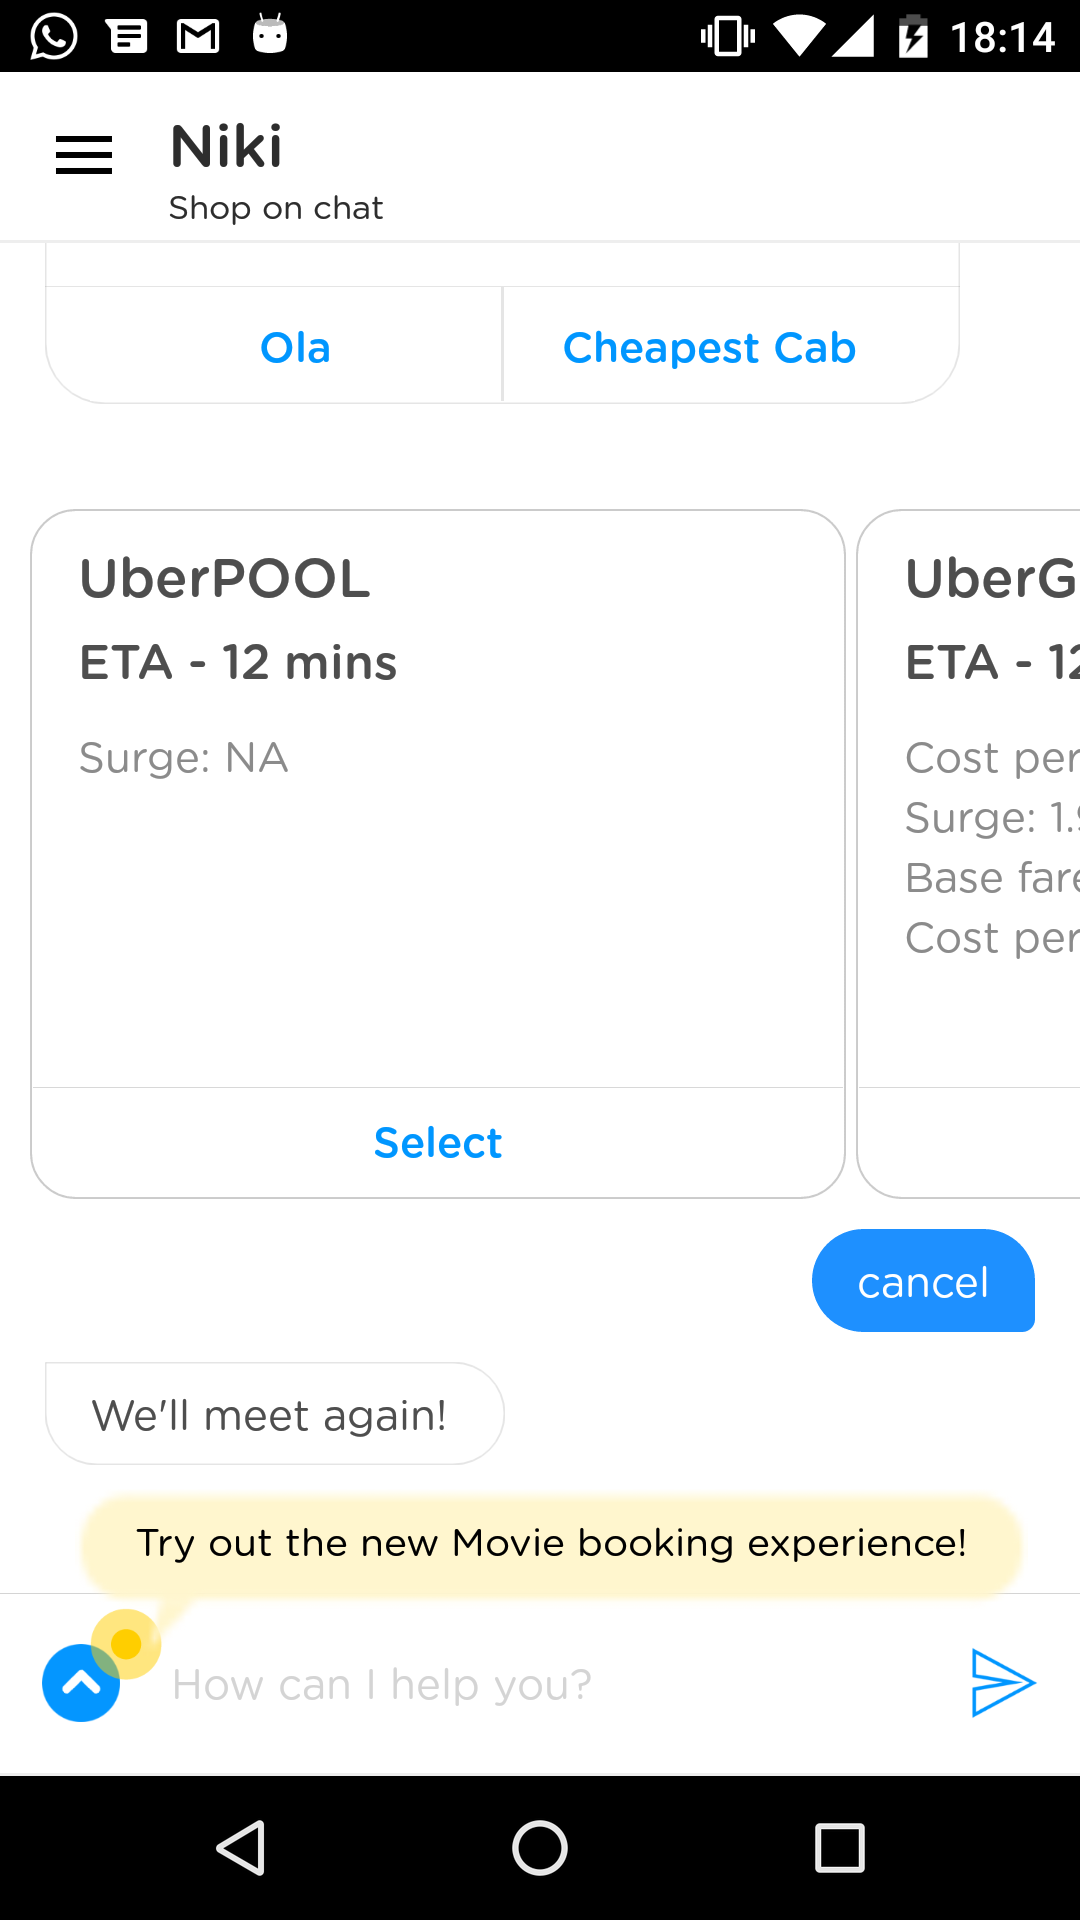 18:14
Niki
Shop on chat
Ola
Cheapest Cab
UberPOOL
ETA - 12 mins
Surge: NA
Select
UberG
ETA - 12
Cost per
Surge: 1.9
Base fare
Cost per
cancel
We'll meet again!
Try out the new Movie booking experience!
How can I help you?